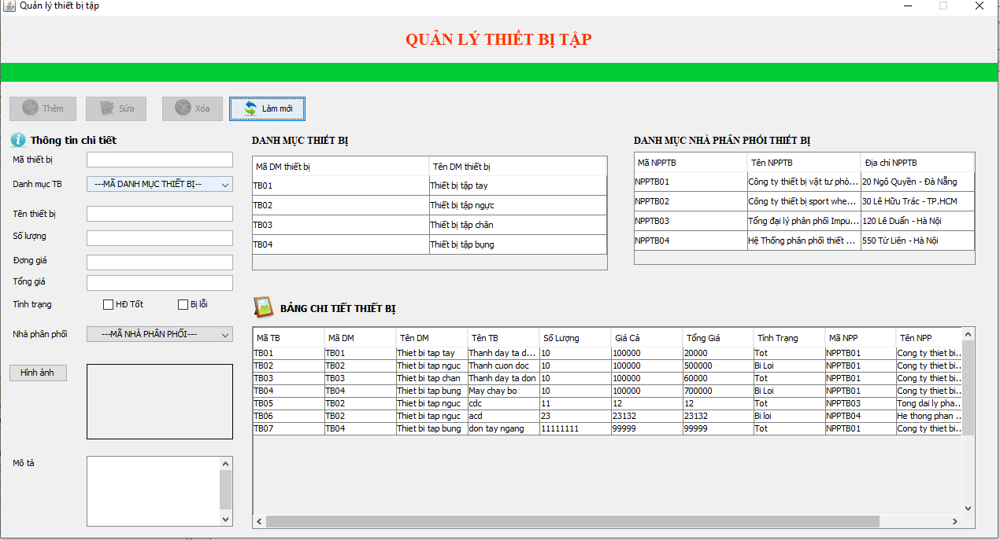 Quản lý thiết bị tập
QUẢN LÝ THIẾT BỊ TẬP
Thêm Sửa Xóa Làm mới
Thông tin chi tiết
Mã thiết bị
Danh mục TB ---MÃ DANH MỤC THIẾT BỊ--
Tên thiết bị
Số lượng
Đơng giá
Tổng giá
Tình trạng HĐ Tốt Bị lỗi
Nhà phân phối ---MÃ NHÀ PHÂN PHỐI---
Hình ảnh
Mô tả
DANH MỤC THIẾT BỊ
Mã DM thiết bị Tên DM thiết bị
TB01 Thiết bị tập tay
TB02 Thiết bị tập ngực
TB03 Thiết bị tập chân
TB04 Thiết bị tập bụng
DANH MỤC NHÀ PHÂN PHỐI THIẾT BỊ
Mã NPPTB Tên NPPTB Địa chỉ NPPTB
NPPTB01 Công ty thiết bị vật tư phò... 20 Ngô Quyền - Đà Nẵng
NPPTB02 Công ty thiết bị sport whe... 30 Lê Hữu Trác - TP.HCM
NPPTB03 Tổng đại lý phân phối Impu... 120 Lê Duẩn - Hà Nội
NPPTB04 Hệ Thống phân phối thiết ... 550 Từ Liên - Hà Nội
BẢNG CHI TIẾT THIẾT BỊ
Mã TB Mã DM Tên DM Tên TB Số Lượng Giá Cả Tổng Giá Tình Trạng Mã NPP Tên NPP
TB01 TB01 Thiet bi tap tay Thanh day ta d... 10 100000 20000 Tot NPPTB01 Cong ty thiet bi...
TB02 TB02 Thiet bi tap nguc Thanh cuon doc 10 100000 500000 Bi Loi NPPTB01 Cong ty thiet bi...
TB03 TB03 Thiet bi tap chan Thanh day ta don 10 100000 60000 Tot NPPTB01 Cong ty thiet bi...
TB04 TB04 Thiet bi tap bung May chay bo 10 100000 700000 Bi Loi NPPTB01 Cong ty thiet bi...
TB05 TB02 Thiet bi tap nguc cdc 11 12 12 Tot NPPTB03 Tong dai ly pha...
TB06 TB02 Thiet bi tap nguc acd 23 23132 23132 Bi loi NPPTB04 He thong phan ...
TB07 TB04 Thiet bi tap bung don tay ngang 11111111 99999 99999 Tot NPPTB01 Cong ty thiet bi...